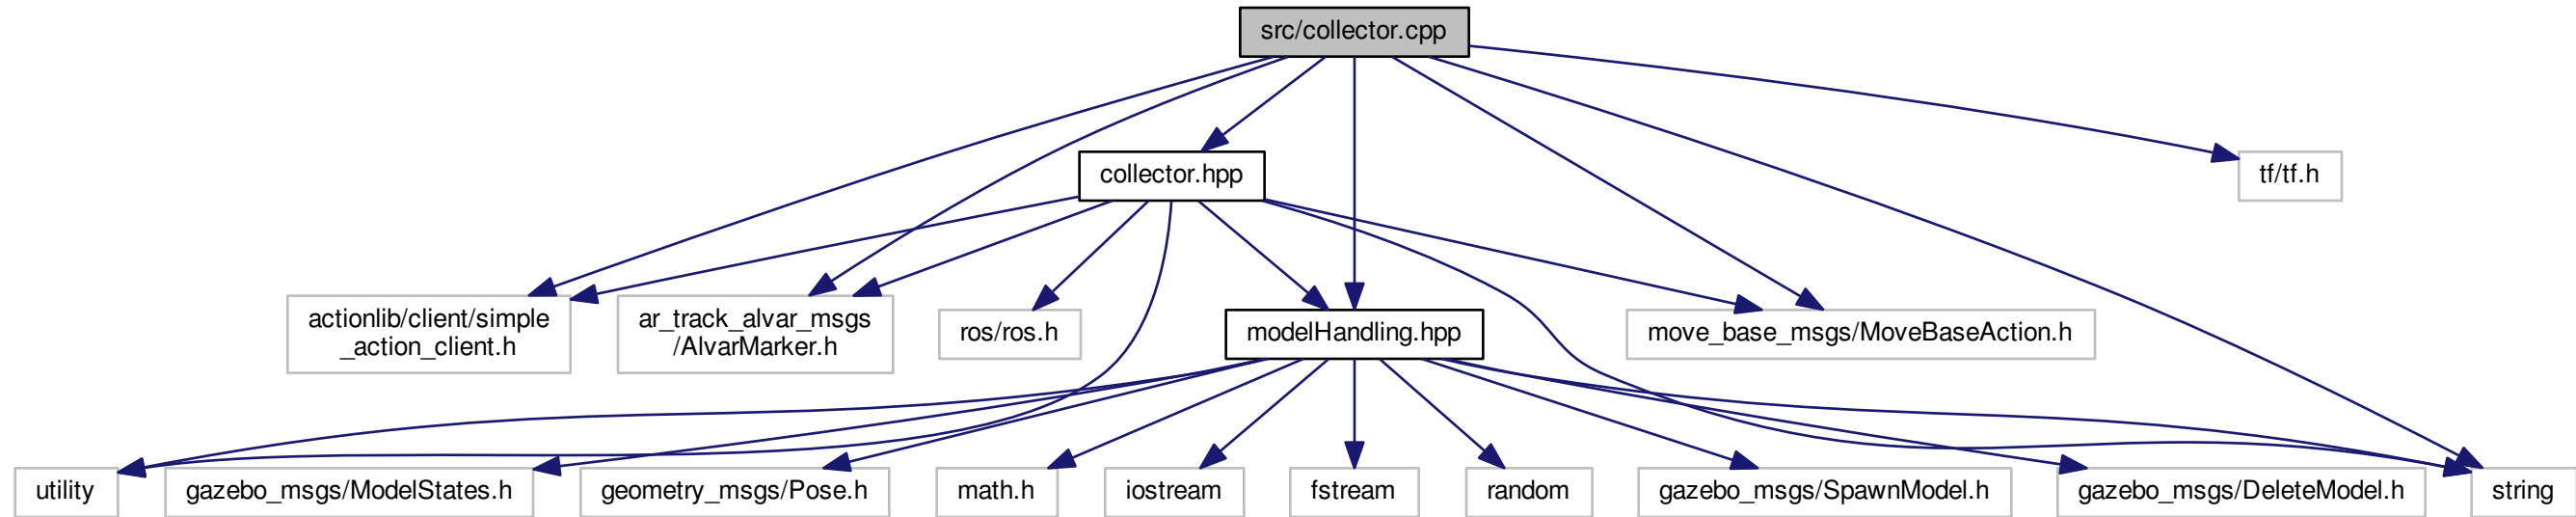 src/collector.cpp
collector.hpp
tf/tf.h
actionlib/client/simple
_action_client.h
ar_track_alvar_msgs
/AlvarMarker.h
ros/ros.h
modelHandling.hpp
move_base_msgs/MoveBaseAction.h
utility
gazebo_msgs/ModelStates.h
geometry_msgs/Pose.h
math.h
iostream
fstream
random
gazebo_msgs/SpawnModel.h
gazebo_msgs/DeleteModel.h
string